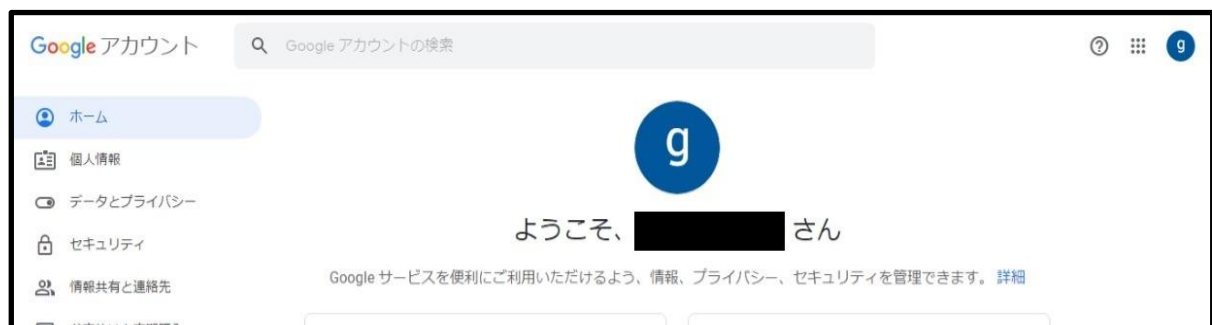 Google アカウント
Google アカウントの検索
g
ホーム
個人情報
データとプライバシー
セキュリティ
情報共有と連絡先
g
ようこそ、 さん
Google サービスを便利にご利用いただけるよう、情報、プライバシー、セキュリティを管理できます。 詳細